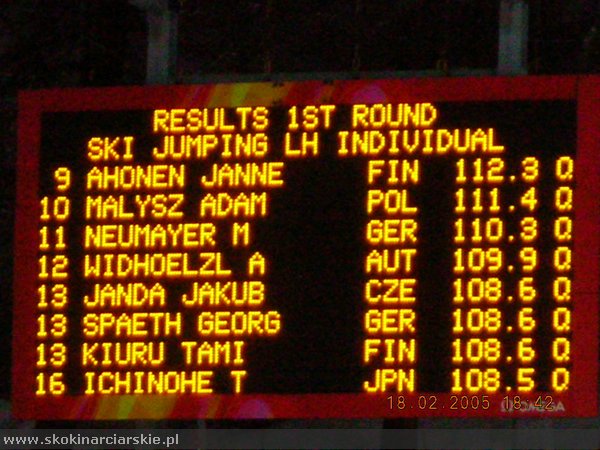 RESULTS 1ST ROUND
SKI JUMPING LH INDIVIDUAL
9 AHONEN JANNE FIN 112.3 Q
10 MALYSZ ADAM POL 111.4 Q
11 NEUMAYER M GER 110.3 Q
12 WIDHOELZL A AUT 109.9 Q
13 JANDA JAKUB CZE 108.6 Q
13 SPAETH GEORG GER 108.6 Q
13 KIURU TAMI FIN 108.6 Q
16 ICHINOHE T JPN 108.5 Q
18.02.2005 18:42
OMEGA
www.skokinarciarskie.pl